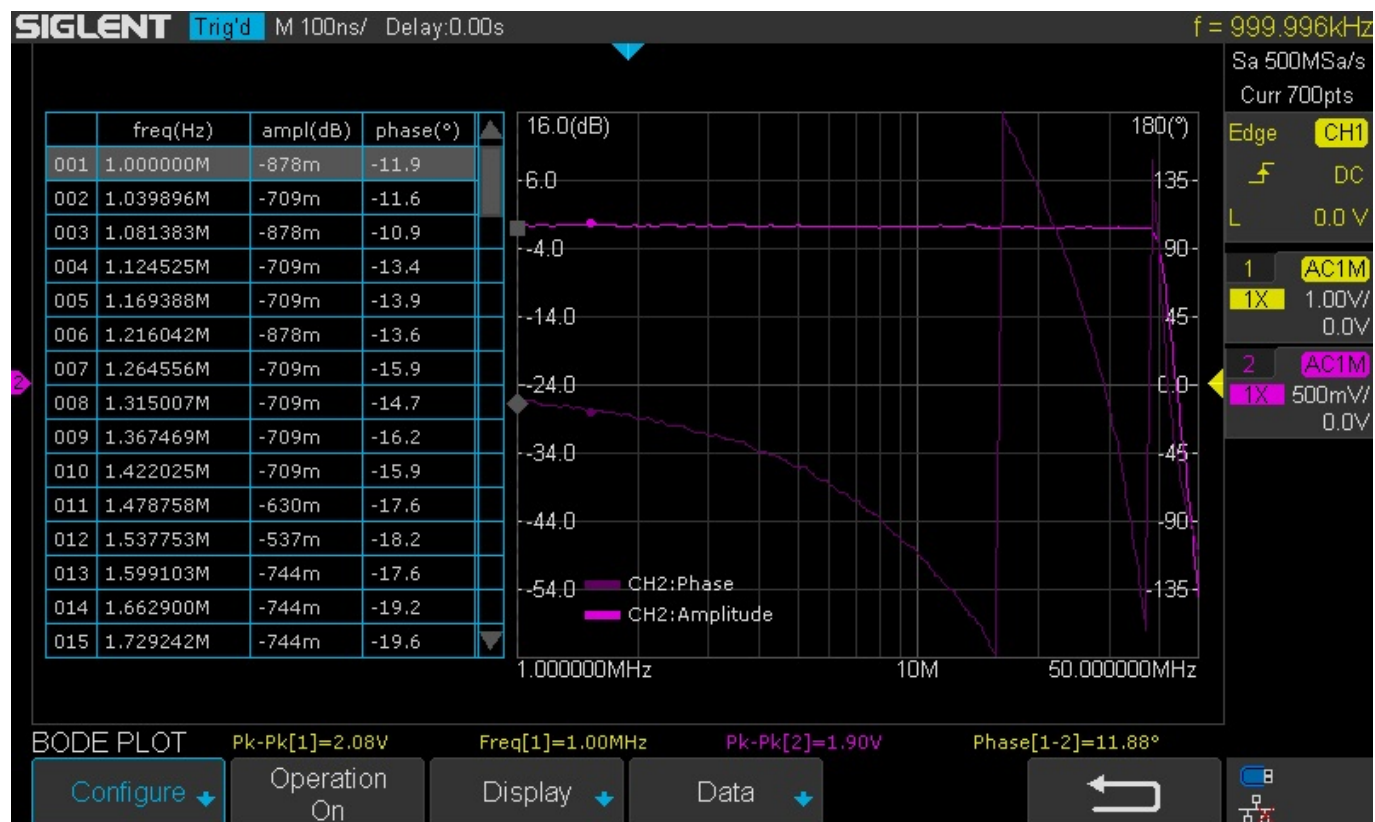 SIGLENT Trig'd M 100ns/ Delay:0.00s f = 999.996kHz
Sa 500MSa/s
Curr 700pts
freq(Hz) ampl(dB) phase(°)
001 1.000000M -878m -11.9
002 1.039896M -709m -11.6
003 1.081383M -878m -10.9
004 1.124525M -709m -13.4
005 1.169388M -709m -13.9
006 1.216042M -878m -13.6
007 1.264556M -709m -15.9
008 1.315007M -709m -14.7
009 1.367469M -709m -16.2
010 1.422025M -709m -15.9
011 1.478758M -630m -17.6
012 1.537753M -537m -18.2
013 1.599103M -744m -17.6
014 1.662900M -744m -19.2
015 1.729242M -744m -19.6
16.0(dB) 180(°)
6.0 135
-4.0 90
-14.0 45
-24.0 0.0
-34.0 -45
-44.0 -90
-54.0 -135
CH2:Phase
CH2:Amplitude
1.000000MHz 10M 50.000000MHz
Edge CH1
DC
L 0.0 V
1 AC1M
1X 1.00V/
0.0V
2 AC1M
1X 500mV/
0.0V
2
BODE PLOT Pk-Pk[1]=2.08V Freq[1]=1.00MHz Pk-Pk[2]=1.90V Phase[1-2]=11.88°
Configure Operation On Display Data